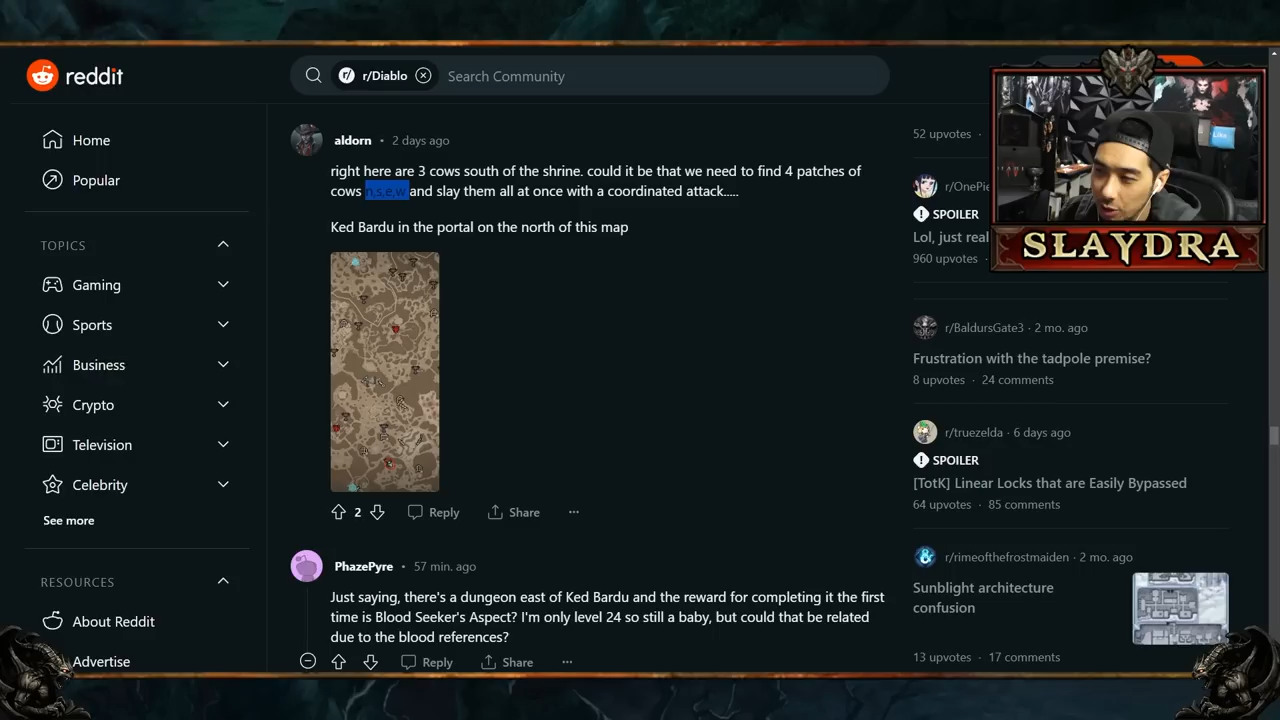 reddit
r/ r/Diablo Search Community
Home
Popular
TOPICS
Gaming
Sports
Business
Crypto
Television
Celebrity
See more
RESOURCES
About Reddit
Advertise
aldorn • 2 days ago
right here are 3 cows south of the shrine. could it be that we need to find 4 patches of
cows n,s,e,w and slay them all at once with a coordinated attack.....
Ked Bardu in the portal on the north of this map
2 Reply Share
PhazePyre • 57 min. ago
Just saying, there's a dungeon east of Ked Bardu and the reward for completing it the first
time is Blood Seeker's Aspect? I'm only level 24 so still a baby, but could that be related
due to the blood references?
Reply Share
52 upvotes ·
r/OnePie
SPOILER
Lol, just real
960 upvotes ·
r/BaldursGate3 · 2 mo. ago
Frustration with the tadpole premise?
8 upvotes · 24 comments
r/truezelda · 6 days ago
SPOILER
[TotK] Linear Locks that are Easily Bypassed
64 upvotes · 85 comments
r/rimeofthefrostmaiden · 2 mo. ago
Sunblight architecture
confusion
13 upvotes · 17 comments
Like
SLAYDRA